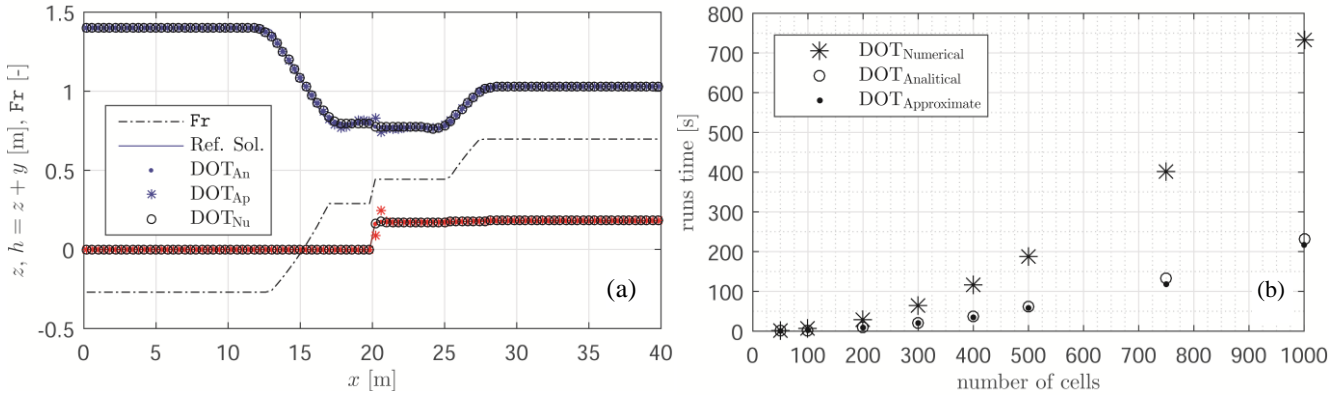 1.5
1
0.5
0
-0.5
z, h = z + y [m], Fr [-]
Fr
Ref. Sol.
DOT_An
DOT_Ap
DOT_Nu
(a)
0 5 10 15 20 25 30 35 40
x [m]
800
700
600
500
400
300
200
100
0
runs time [s]
DOT_Numerical
DOT_Analitical
DOT_Approximate
(b)
0 100 200 300 400 500 600 700 800 900 1000
number of cells